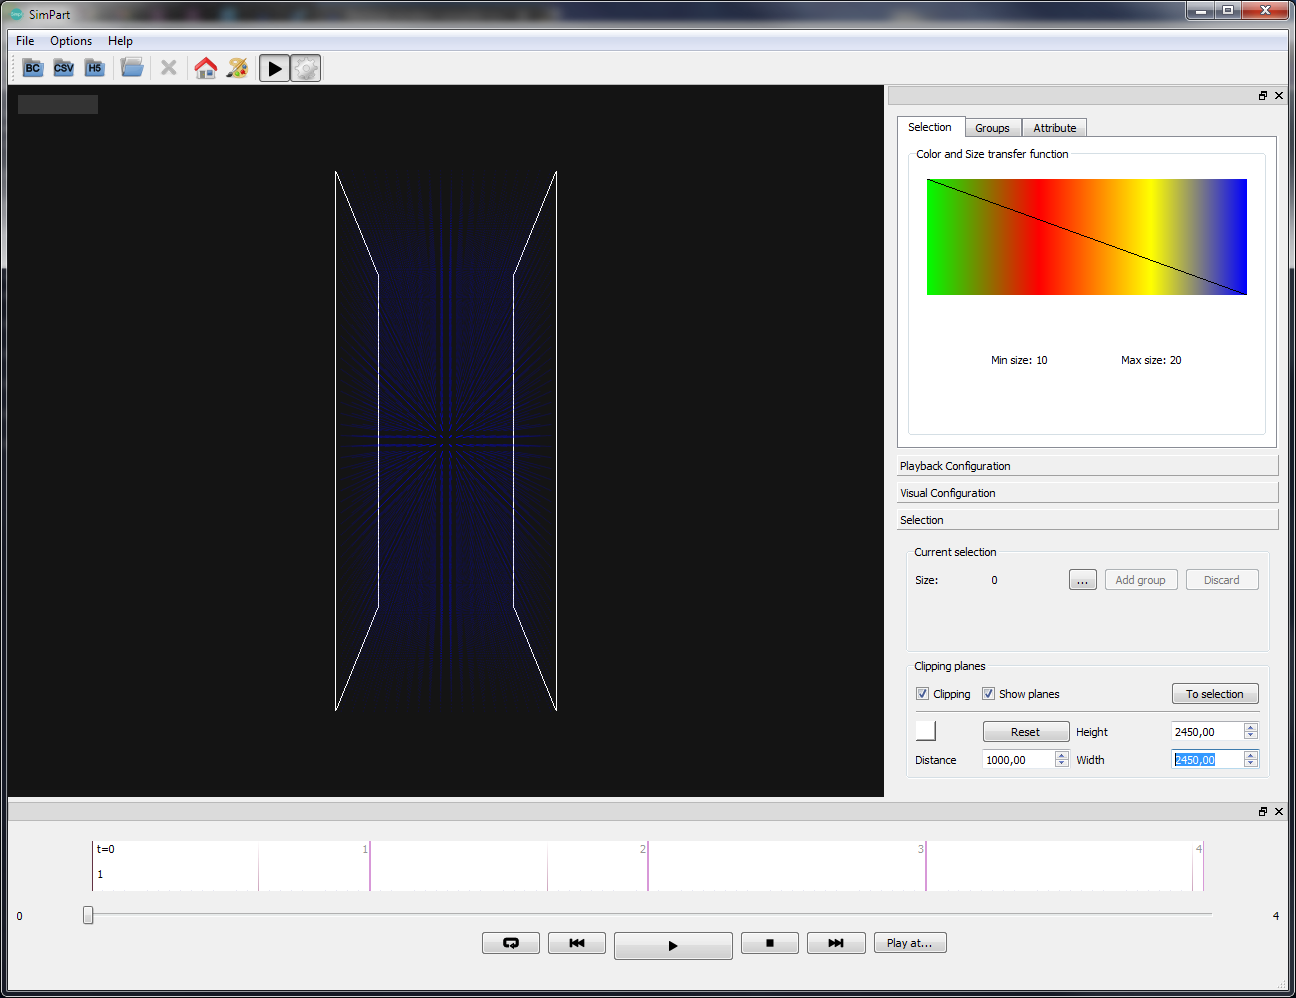 SimPart
File Options Help
BC CSV H5
Selection Groups Attribute
Color and Size transfer function
Min size: 10 Max size: 20
Playback Configuration
Visual Configuration
Selection
Current selection
Size: 0 ... Add group Discard
Clipping planes
Clipping Show planes To selection
Reset Height 2450,00
Distance 1000,00 Width 2450,00
t=0 1 2 3 4
1
0 4
Play at...